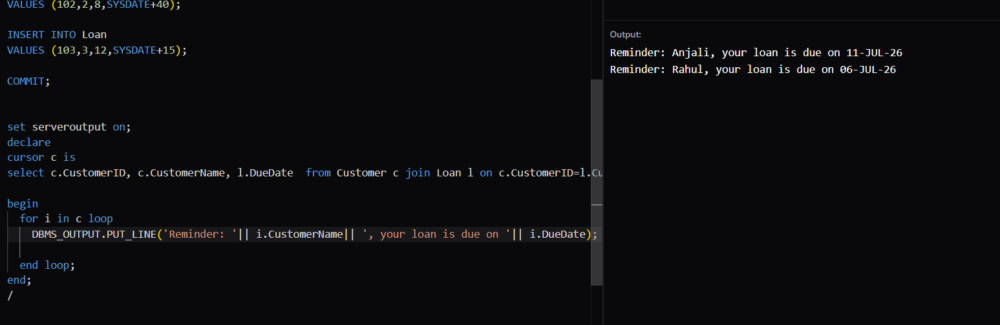 VALUES (102,2,8,SYSDATE+40);
INSERT INTO Loan
VALUES (103,3,12,SYSDATE+15);
COMMIT;
set serveroutput on;
declare
cursor c is
select c.CustomerID, c.CustomerName, l.DueDate  from Customer c join Loan l on c.CustomerID=l.Cu
begin
for i in c loop
DBMS_OUTPUT.PUT_LINE('Reminder: '|| i.CustomerName|| ', your loan is due on '|| i.DueDate);
end loop;
end;
/
Output:
Reminder: Anjali, your loan is due on 11-JUL-26
Reminder: Rahul, your loan is due on 06-JUL-26